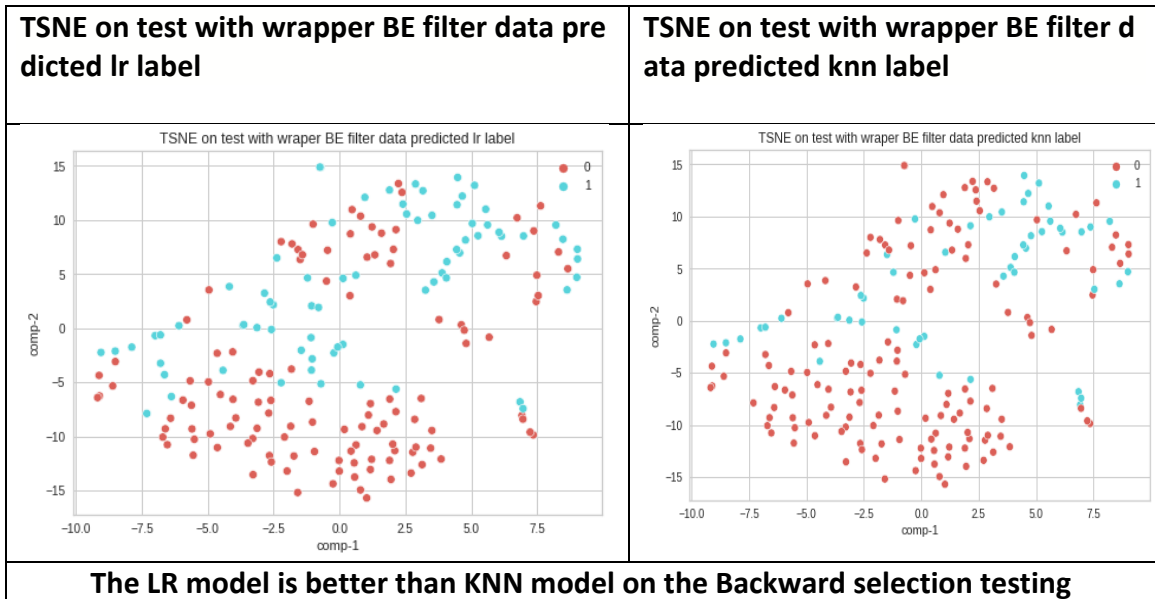 TSNE on test with wrapper BE filter data pre
dicted lr label
TSNE on test with wrapper BE filter d
ata predicted knn label
TSNE on test with wraper BE filter data predicted lr label
0
1
15
10
5
0
−5
−10
−15
comp-2
−10.0 −7.5 −5.0 −2.5 0.0 2.5 5.0 7.5
comp-1
TSNE on test with wraper BE filter data predicted knn label
0
1
15
10
5
0
−5
−10
−15
comp-2
−10.0 −7.5 −5.0 −2.5 0.0 2.5 5.0 7.5
comp-1
The LR model is better than KNN model on the Backward selection testing